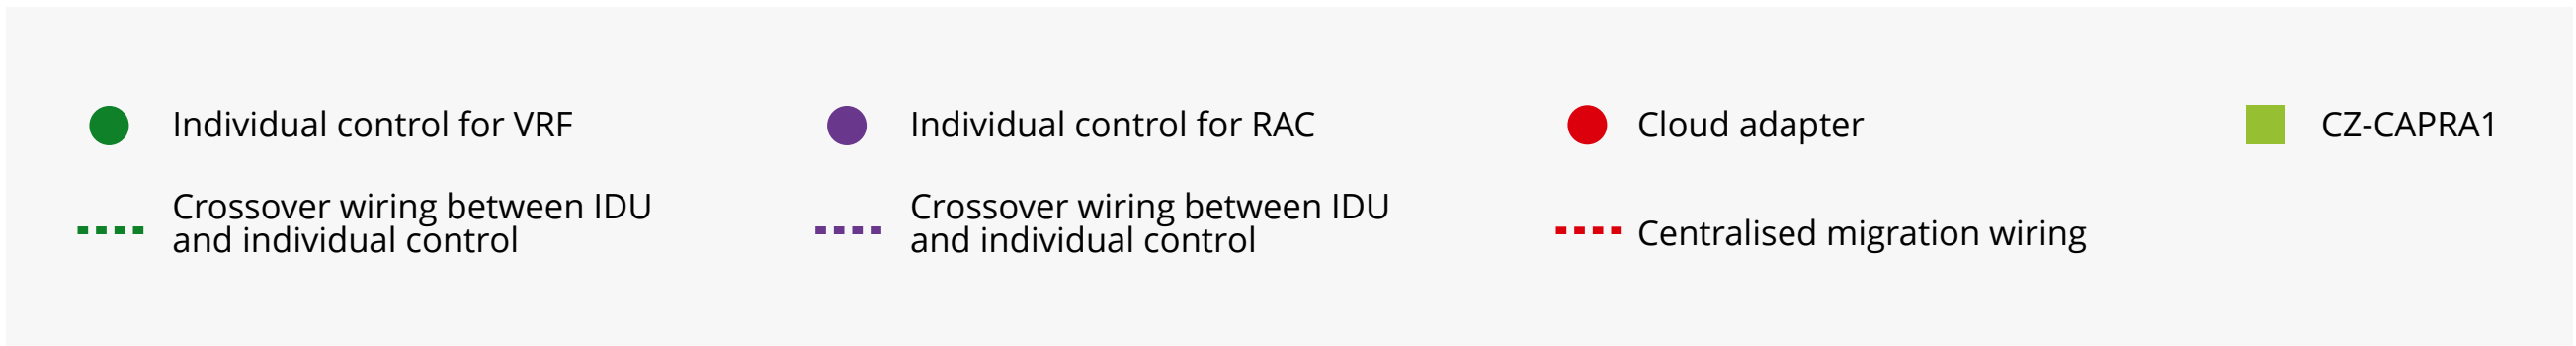 Individual control for VRF
Individual control for RAC
Cloud adapter
CZ-CAPRA1
Crossover wiring between IDU
and individual control
Crossover wiring between IDU
and individual control
Centralised migration wiring